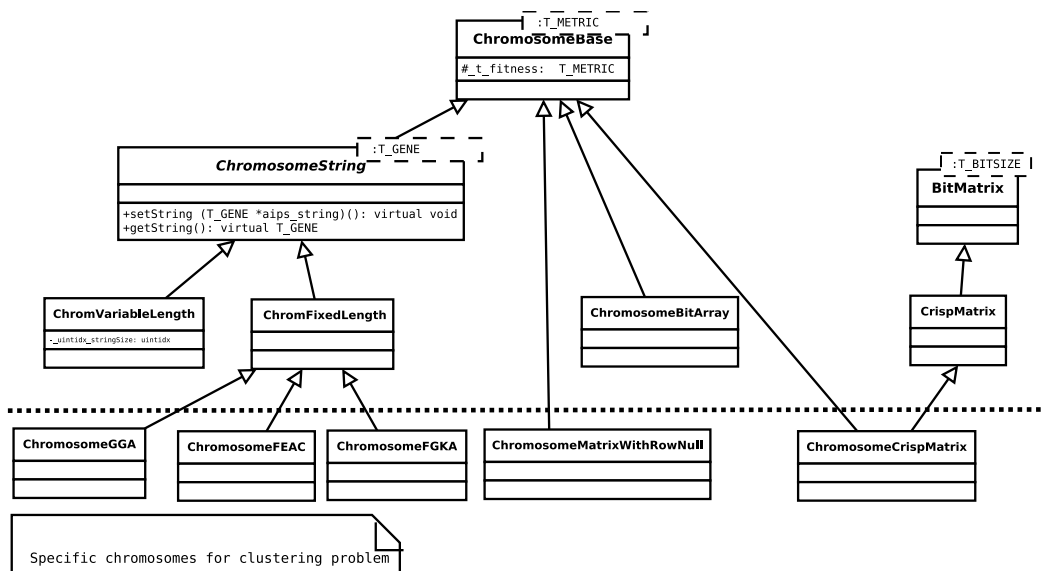 :T_METRIC
ChromosomeBase
#_t_fitness: T_METRIC
:T_GENE
ChromosomeString
+setString (T_GENE *aips_string)(): virtual void
+getString(): virtual T_GENE
:T_BITSIZE
BitMatrix
ChromVariableLength
-_uintidx_stringSize: uintidx
ChromFixedLength
ChromosomeBitArray
CrispMatrix
ChromosomeGGA
ChromosomeFEAC
ChromosomeFGKA
ChromosomeMatrixWithRowNull
ChromosomeCrispMatrix
Specific chromosomes for clustering problem